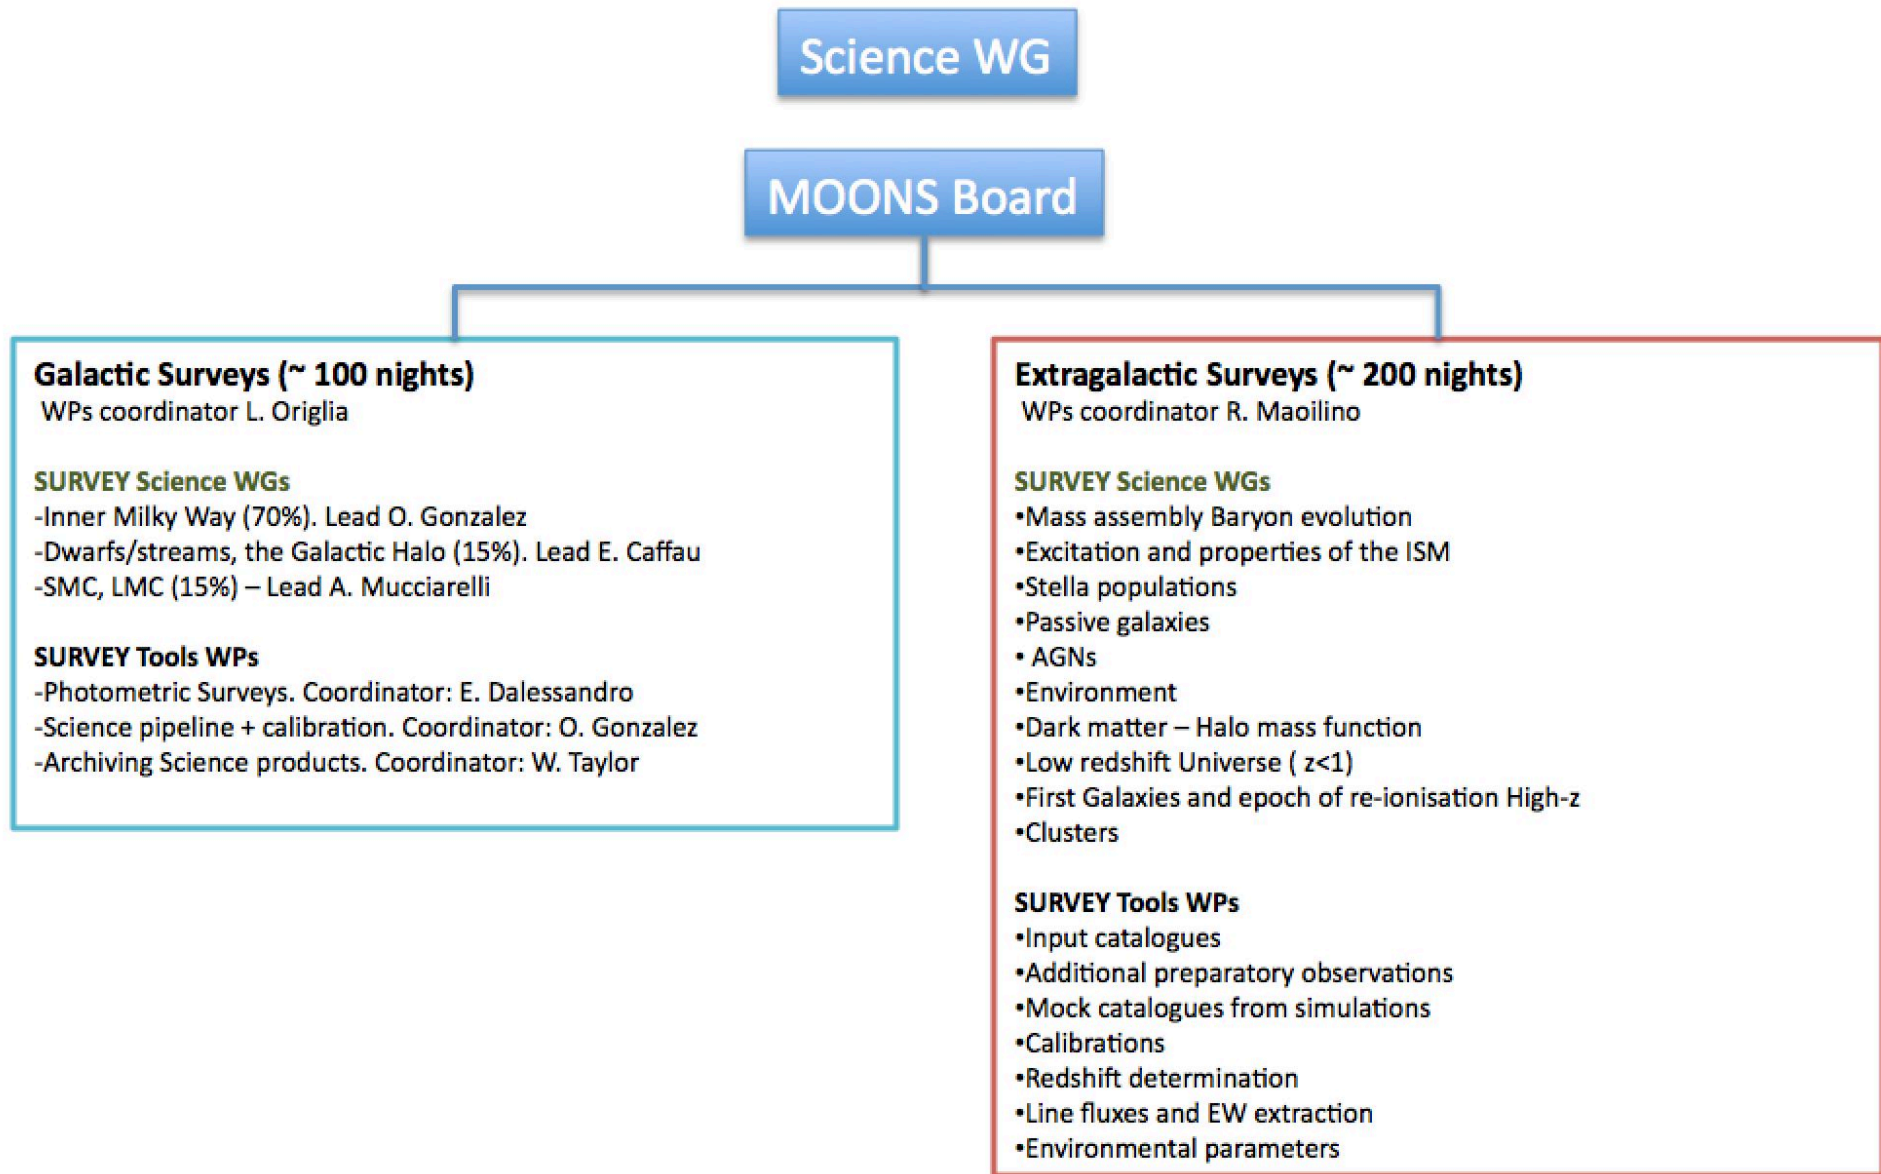 Science WG
MOONS Board
Galactic Surveys (~ 100 nights)
WPs coordinator L. Origlia
SURVEY Science WGs
-Inner Milky Way (70%). Lead O. Gonzalez
-Dwarfs/streams, the Galactic Halo (15%). Lead E. Caffau
-SMC, LMC (15%) – Lead A. Mucciarelli
SURVEY Tools WPs
-Photometric Surveys. Coordinator: E. Dalessandro
-Science pipeline + calibration. Coordinator: O. Gonzalez
-Archiving Science products. Coordinator: W. Taylor
Extragalactic Surveys (~ 200 nights)
WPs coordinator R. Maoilino
SURVEY Science WGs
•Mass assembly Baryon evolution
•Excitation and properties of the ISM
•Stella populations
•Passive galaxies
• AGNs
•Environment
•Dark matter – Halo mass function
•Low redshift Universe ( z<1)
•First Galaxies and epoch of re-ionisation High-z
•Clusters
SURVEY Tools WPs
•Input catalogues
•Additional preparatory observations
•Mock catalogues from simulations
•Calibrations
•Redshift determination
•Line fluxes and EW extraction
•Environmental parameters